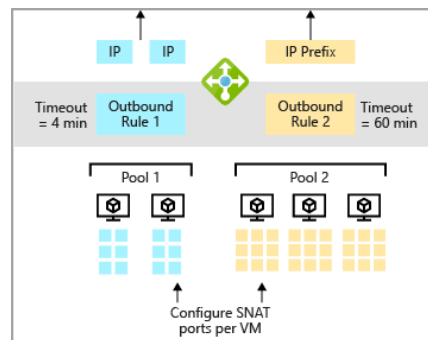 IP
IP
IP Prefix
Timeout
= 4 min
Outbound
Rule 1
Outbound
Rule 2
Timeout
= 60 min
Pool 1
Pool 2
Configure SNAT
ports per VM